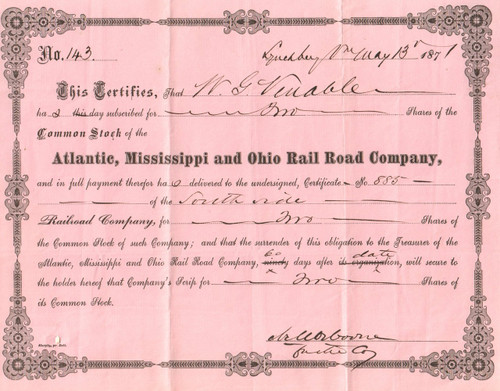 No. 143. Lynchburg Va May 13th 1871
This Certifies, That W. G. Venable
has this day subscribed for Two Shares of the
Common Stock of the
Atlantic, Mississippi and Ohio Rail Road Company,
and in full payment therefor has delivered to the undersigned, Certificate No. 885
of the South side
Railroad Company, for Two Shares of
the Common Stock of such Company; and that the surrender of this obligation to the Treasurer of the
60 date
Atlantic, Mississippi and Ohio Rail Road Company, ninety days after its organization, will secure to
the holder hereof that Company's Scrip for Two Shares of
its Common Stock.